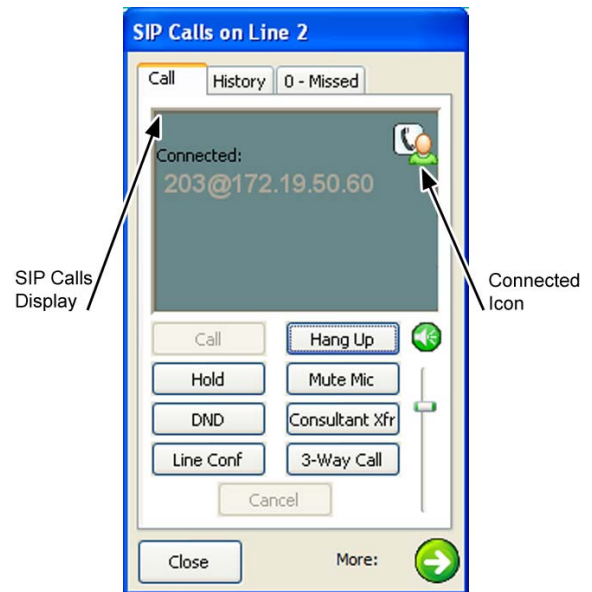 SIP Calls on Line 2
Call
History
0 - Missed
Connected:
203@172.19.50.60
SIP Calls
Display
Connected
Icon
Call
Hang Up
Hold
Mute Mic
DND
Consultant Xfr
Line Conf
3-Way Call
Cancel
Close
More: